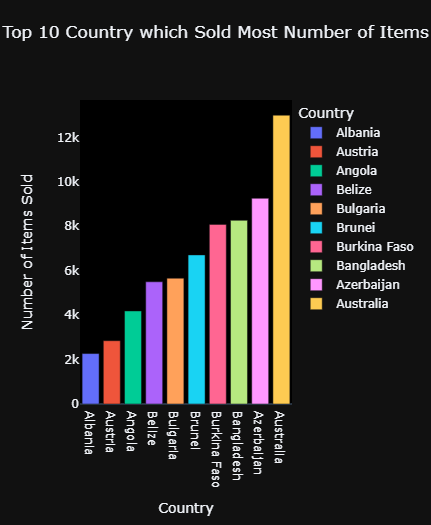 Top 10 Country which Sold Most Number of Items
Country
Albania
Austria
Angola
Belize
Bulgaria
Brunei
Burkina Faso
Bangladesh
Azerbaijan
Australia
Number of Items Sold
12k
10k
8k
6k
4k
2k
0
Albania
Austria
Angola
Belize
Bulgaria
Brunei
Burkina Faso
Bangladesh
Azerbaijan
Australia
Country